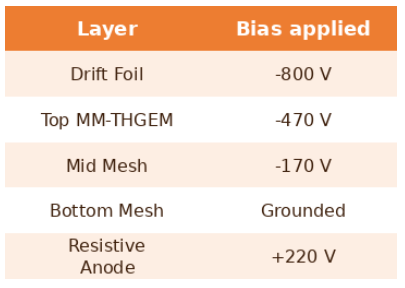 Layer Bias applied
Drift Foil -800 V
Top MM-THGEM -470 V
Mid Mesh -170 V
Bottom Mesh Grounded
Resistive
Anode +220 V